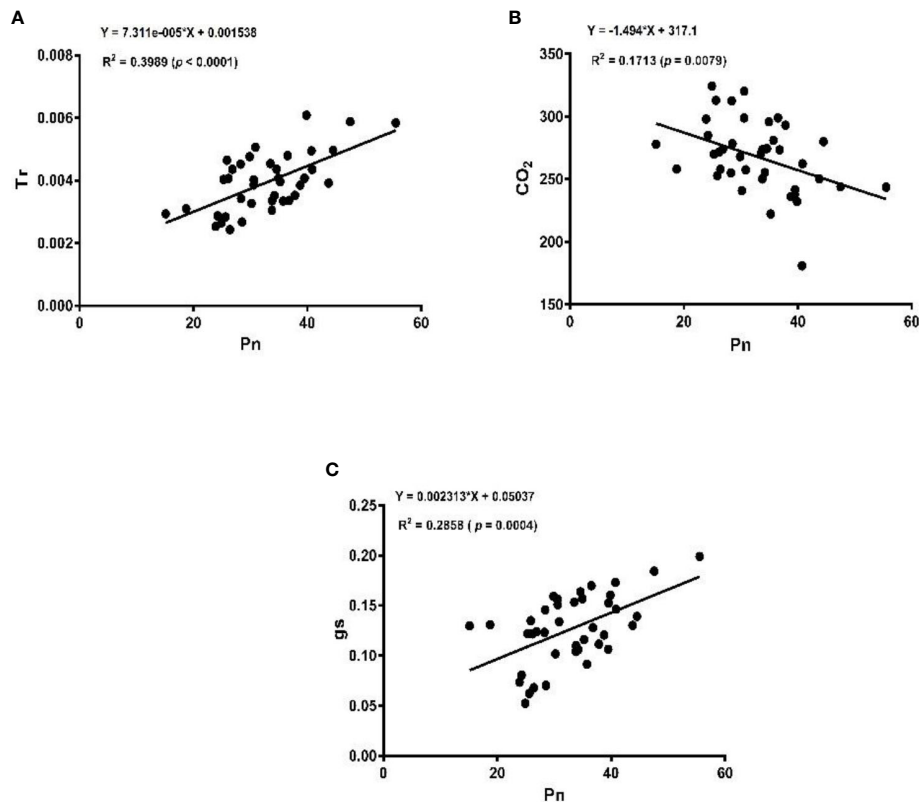 A
Y = 7.311e-005*X + 0.001538
R² = 0.3989 (p < 0.0001)
0.008
0.006
0.004
0.002
0.000
Tr
0 20 40 60
Pn
B
Y = -1.494*X + 317.1
R² = 0.1713 (p = 0.0079)
350
300
250
200
150
CO₂
0 20 40 60
Pn
C
Y = 0.002313*X + 0.05037
R² = 0.2858 ( p = 0.0004)
0.25
0.20
0.15
0.10
0.05
0.00
gs
0 20 40 60
Pn